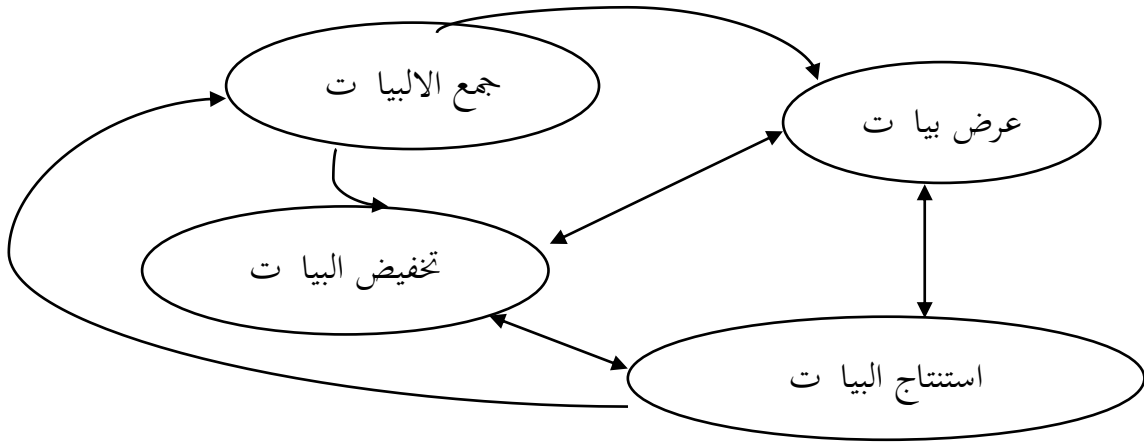 جمع الالبيا ت
عرض بيا ت
تخفيض البيا ت
استنتاج البيا ت